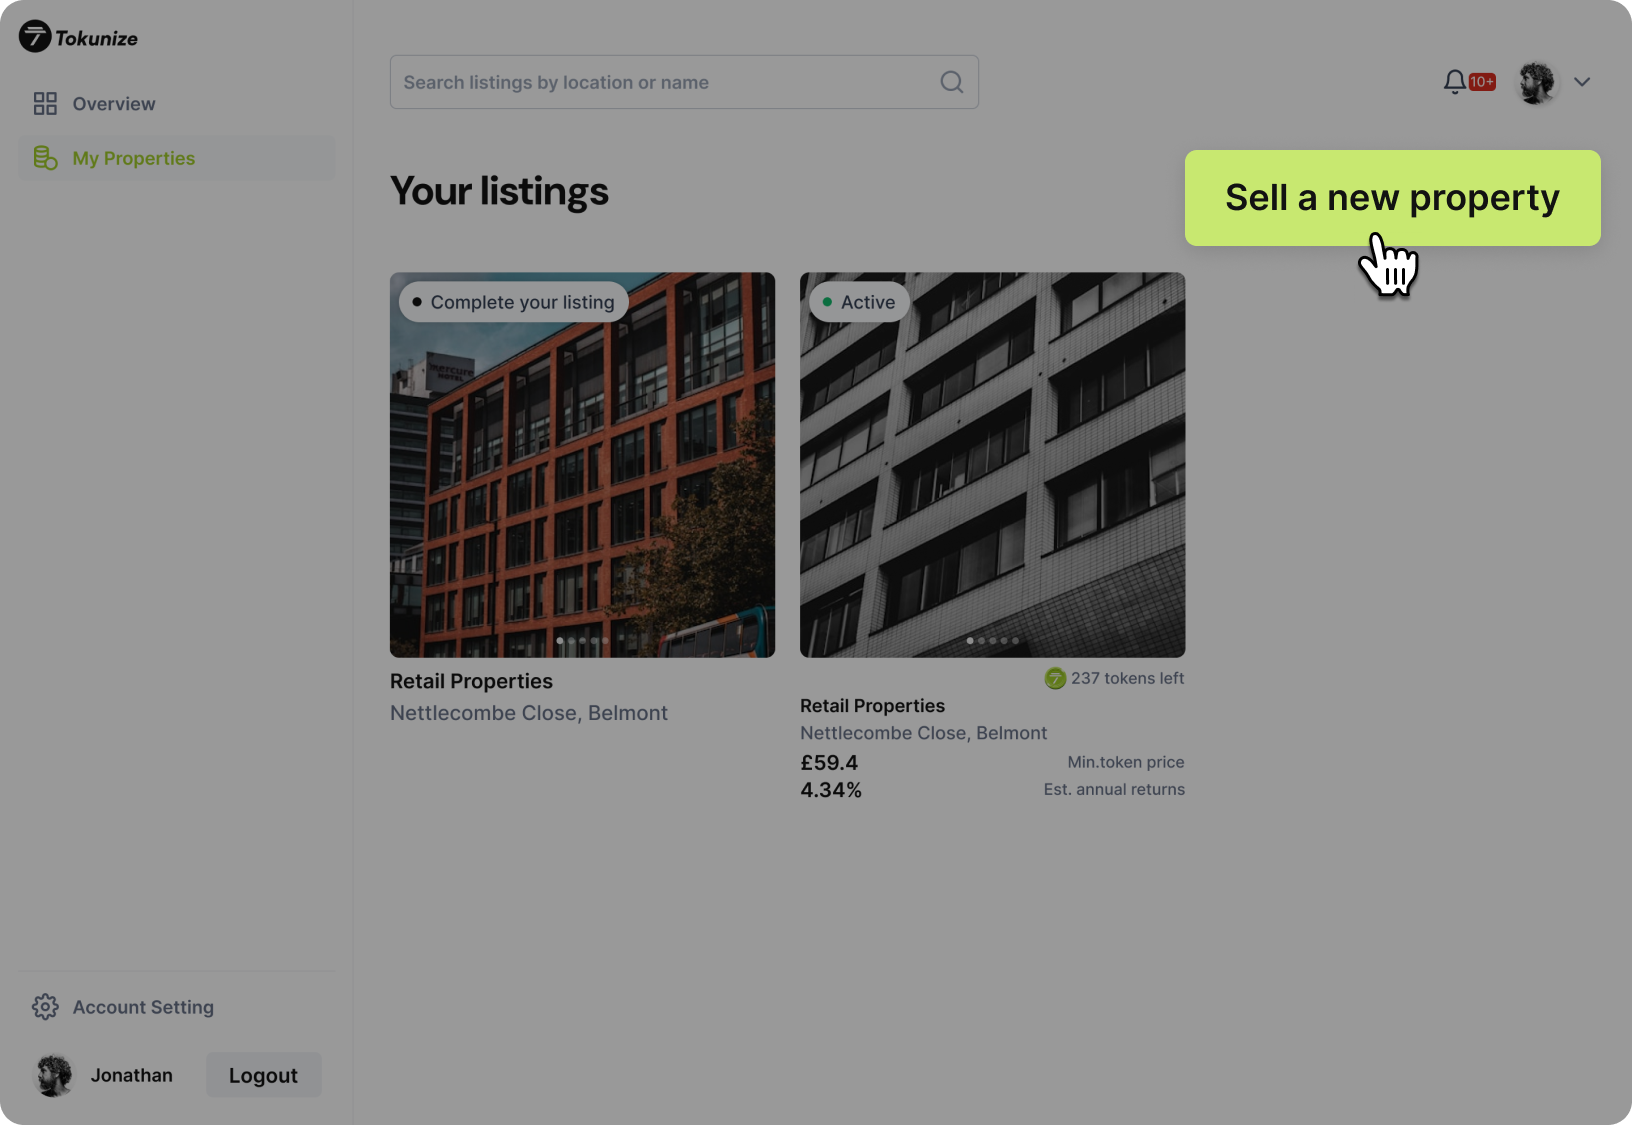 Tokunize
Overview
My Properties
Search listings by location or name
10+
Your listings
Sell a new property
Complete your listing
mercure
HOTEL
Active
Retail Properties
Nettlecombe Close, Belmont
237 tokens left
Retail Properties
Nettlecombe Close, Belmont
£59.4
Min.token price
4.34%
Est. annual returns
Account Setting
Jonathan
Logout